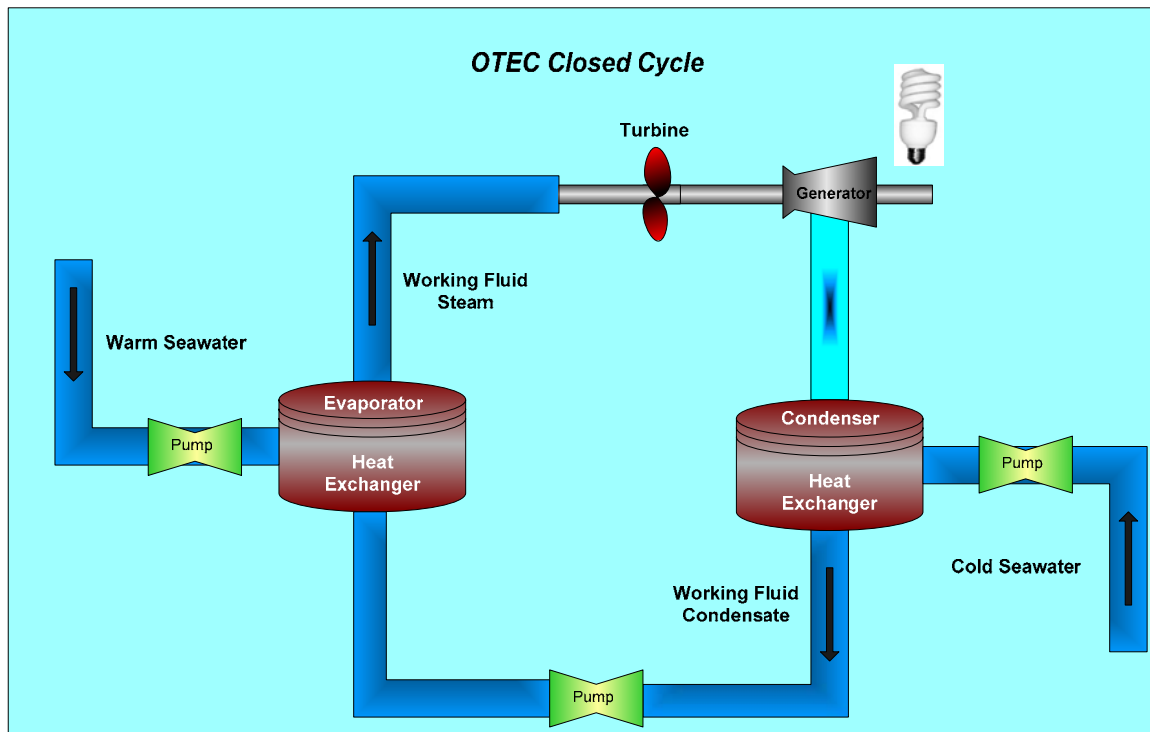 OTEC Closed Cycle
Turbine
Generator
Working Fluid
Steam
Warm Seawater
Evaporator
Heat
Exchanger
Pump
Condenser
Heat
Exchanger
Pump
Cold Seawater
Working Fluid
Condensate
Pump